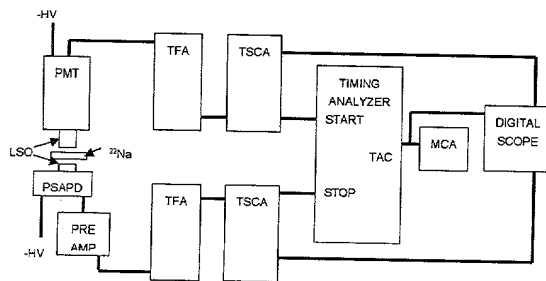 -HV
PMT
TFA
TSCA
TIMING
ANALYZER
START
TAC
STOP
MCA
DIGITAL
SCOPE
LSO
²²Na
PSAPD
-HV
PRE
AMP
TFA
TSCA